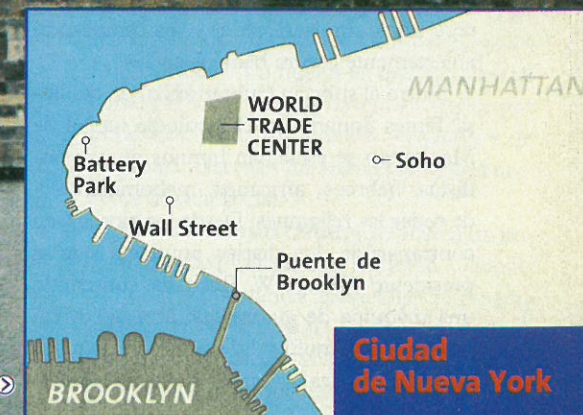 MANHATTAN
WORLD
TRADE
CENTER
Soho
Battery
Park
Wall Street
Puente de
Brooklyn
Ciudad
de Nueva York
BROOKLYN